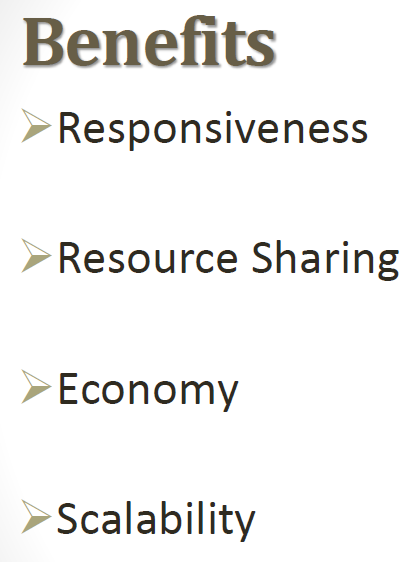 Benefits
Responsiveness
Resource Sharing
Economy
Scalability